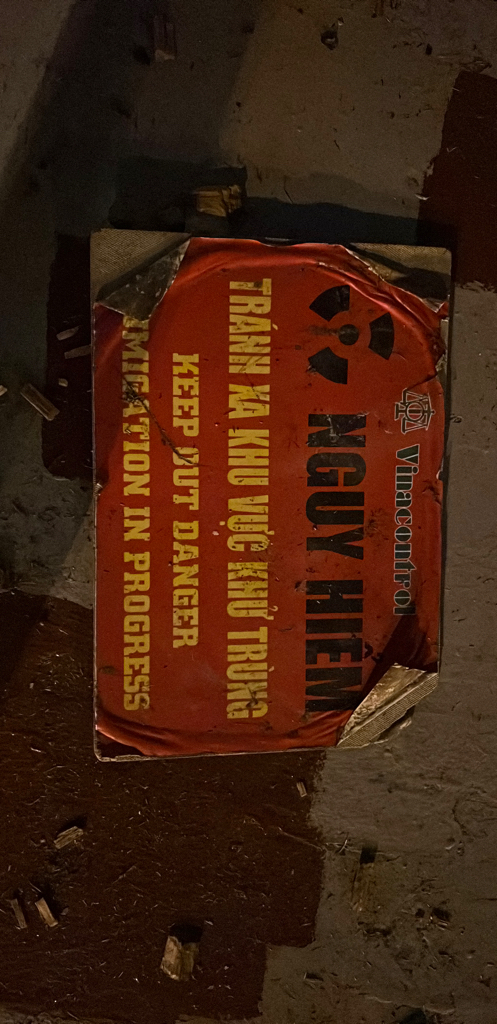 Vinacontrol
NGUY HIỂM
TRÁNH XA KHU VỰC KHỬ TRÙNG
KEEP OUT DANGER
UMIGATION IN PROGRESS